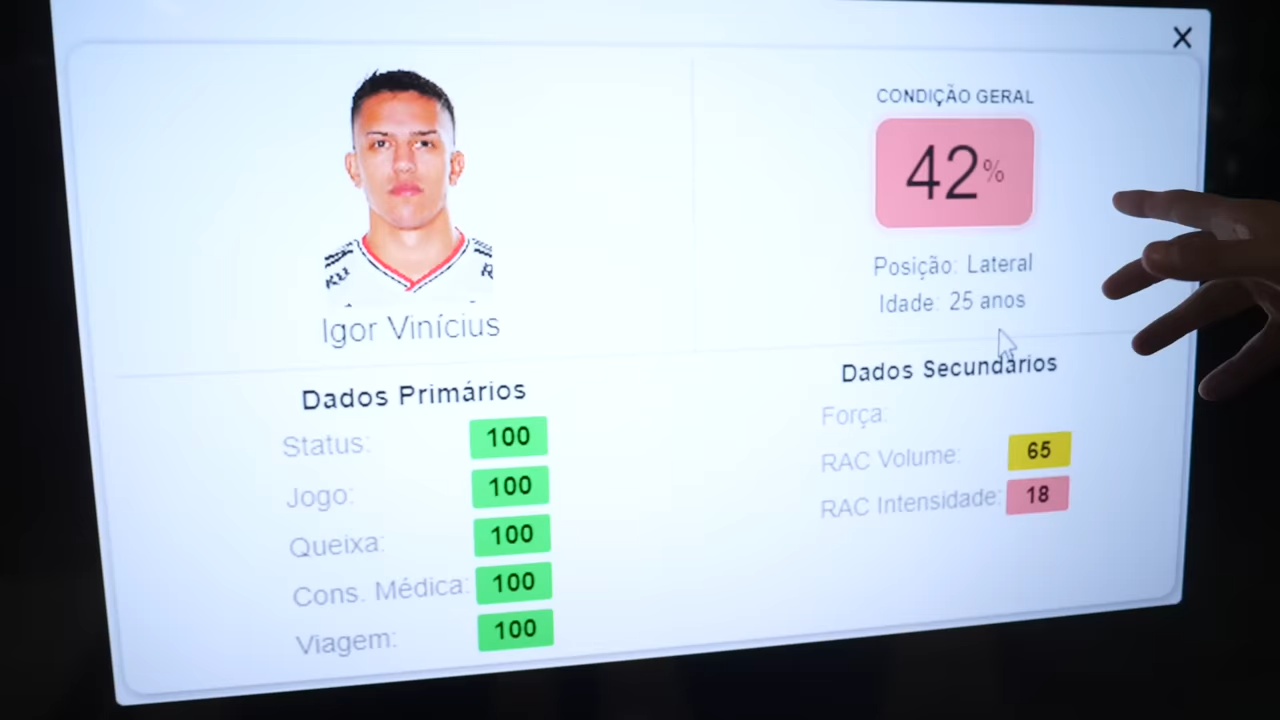 X
CONDIÇÃO GERAL
42%
Posição: Lateral
Idade: 25 anos
Igor Vinícius
Dados Primários
Status: 100
Jogo: 100
Queixa: 100
Cons. Médica: 100
Viagem: 100
Dados Secundários
Força:
RAC Volume: 65
RAC Intensidade: 18